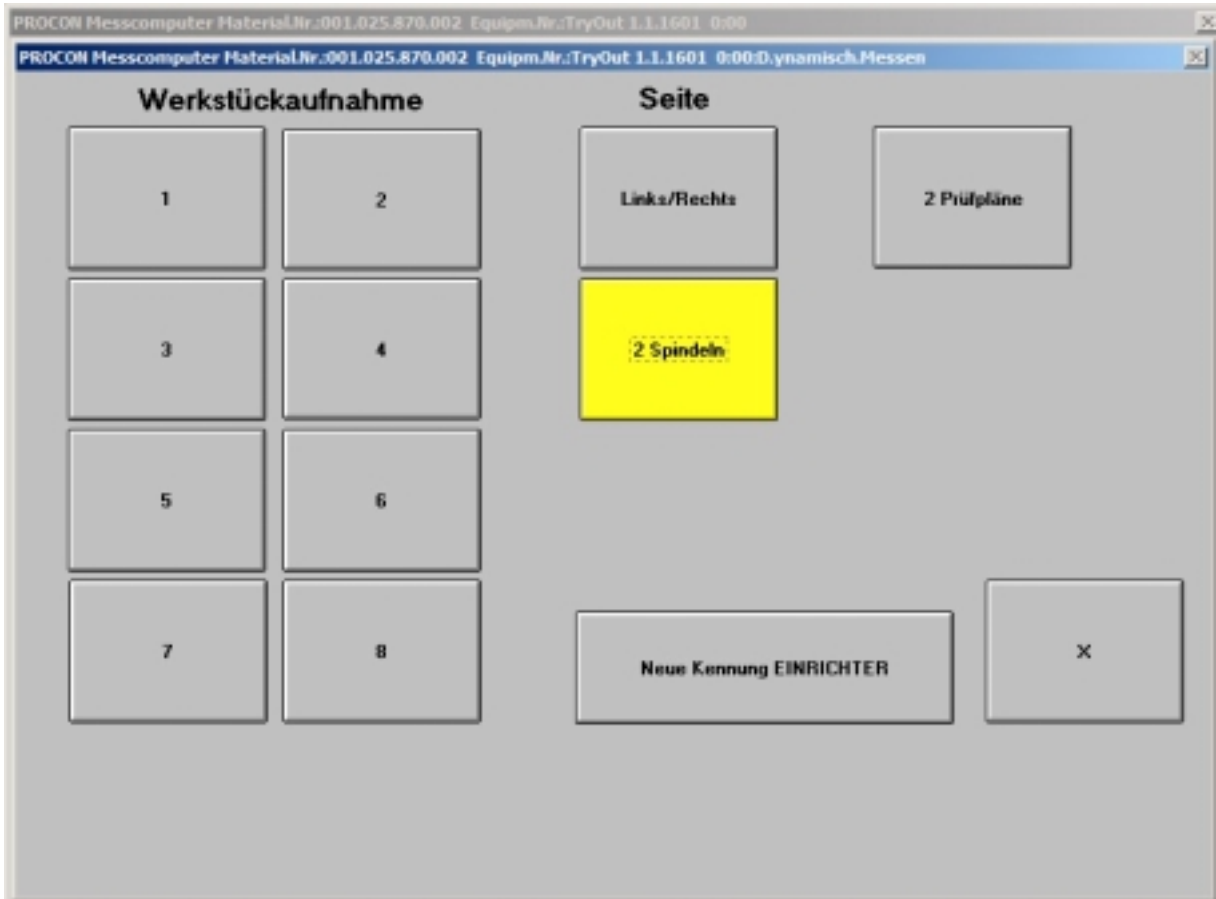 PROCON Messcomputer Material.Nr.:001.025.870.002 Equipm.Nr.:TryOut 1.1.1601 0:00
PROCON Messcomputer Material.Nr.:001.025.870.002 Equipm.Nr.:TryOut 1.1.1601 0:00:D.ynamisch.Messen
Werkstückaufnahme
Seite
1
2
Links/Rechts
2 Prüfpläne
3
4
2 Spindeln
5
6
7
8
Neue Kennung EINRICHTER
X